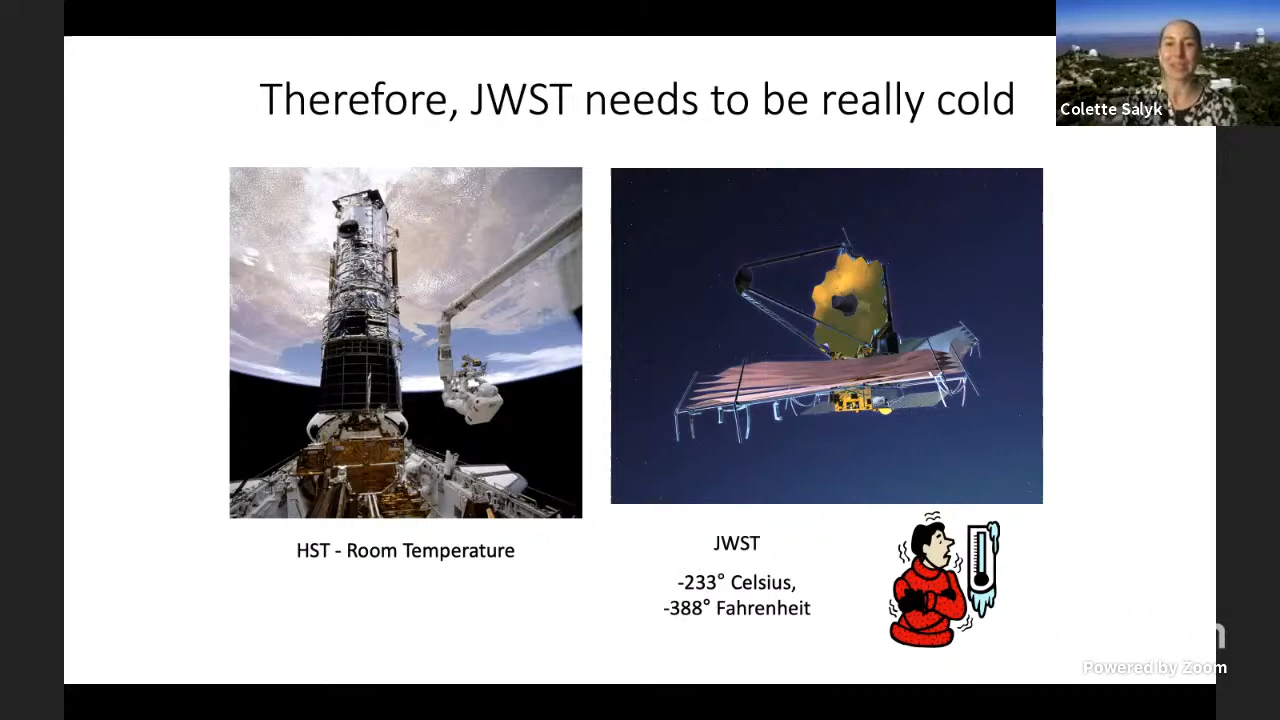 Therefore, JWST needs to be really cold
Colette Salyk
HST - Room Temperature
JWST
-233° Celsius,
-388° Fahrenheit
Powered by Zoom